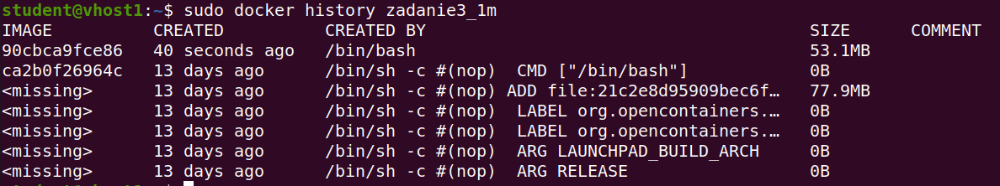 student@vhost1:~$ sudo docker history zadanie3_1m
IMAGE CREATED CREATED BY SIZE COMMENT
90cbca9fce86 40 seconds ago /bin/bash 53.1MB
ca2b0f26964c 13 days ago /bin/sh -c #(nop) CMD ["/bin/bash"] 0B
<missing> 13 days ago /bin/sh -c #(nop) ADD file:21c2e8d95909bec6f… 77.9MB
<missing> 13 days ago /bin/sh -c #(nop) LABEL org.opencontainers.… 0B
<missing> 13 days ago /bin/sh -c #(nop) LABEL org.opencontainers.… 0B
<missing> 13 days ago /bin/sh -c #(nop) ARG LAUNCHPAD_BUILD_ARCH 0B
<missing> 13 days ago /bin/sh -c #(nop) ARG RELEASE 0B